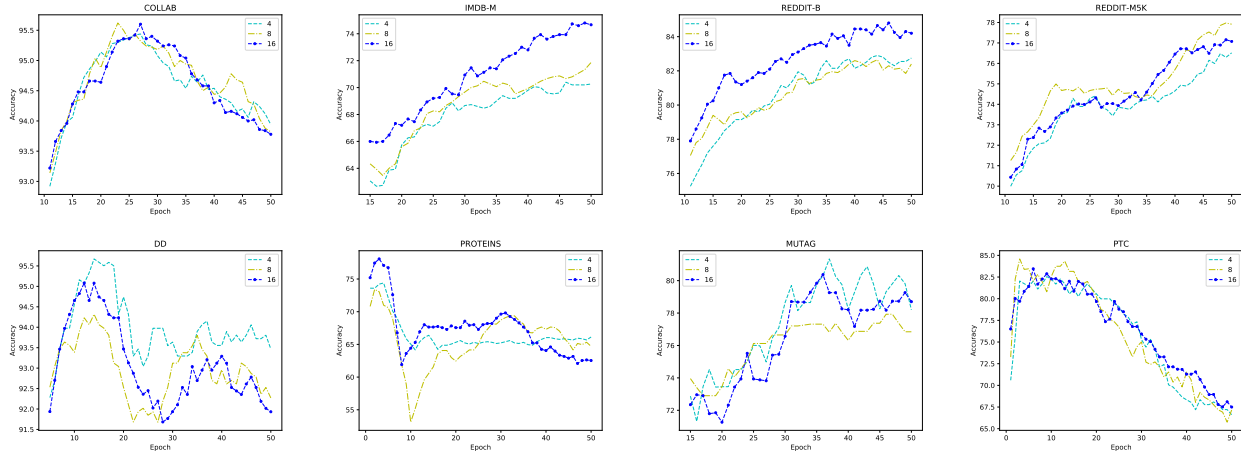 COLLAB
Accuracy
95.5
95.0
94.5
94.0
93.5
93.0
4
8
16
10 15 20 25 30 35 40 45 50
Epoch
IMDB-M
Accuracy
74
72
70
68
66
64
4
8
16
15 20 25 30 35 40 45 50
Epoch
REDDIT-B
Accuracy
84
82
80
78
76
4
8
16
11 15 20 25 30 35 40 45 50
Epoch
REDDIT-M5K
Accuracy
78
77
76
75
74
73
72
71
70
4
8
16
10 15 20 25 30 35 40 45 50
Epoch
DD
Accuracy
95.5
95.0
94.5
94.0
93.5
93.0
92.5
92.0
91.5
4
8
16
5 10 20 30 40 50
Epoch
PROTEINS
Accuracy
75
70
65
60
55
4
8
16
0 10 20 30 40 50
Epoch
MUTAG
Accuracy
80
78
76
74
72
4
8
16
15 20 25 30 35 40 45 50
Epoch
PTC
Accuracy
85.0
82.5
80.0
77.5
75.0
72.5
70.0
67.5
65.0
4
8
16
0 10 20 30 40 50
Epoch